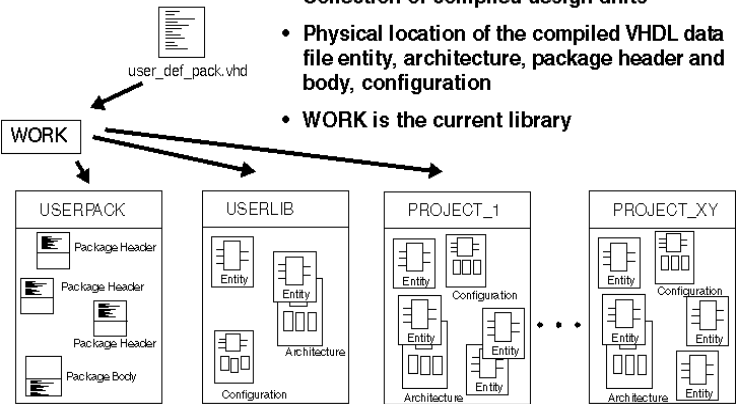 Collection of compiled design units
• Physical location of the compiled VHDL data
file entity, architecture, package header and
body, configuration
• WORK is the current library
user_def_pack.vhd
WORK
USERPACK
Package Header
Package Header
Package Header
Package Body
USERLIB
Entity
Entity
Architecture
Configuration
PROJECT_1
Entity
Configuration
Entity
Entity
Entity
Architecture
. . .
PROJECT_XY
Entity
Configuration
Entity
Entity
Entity
Architecture